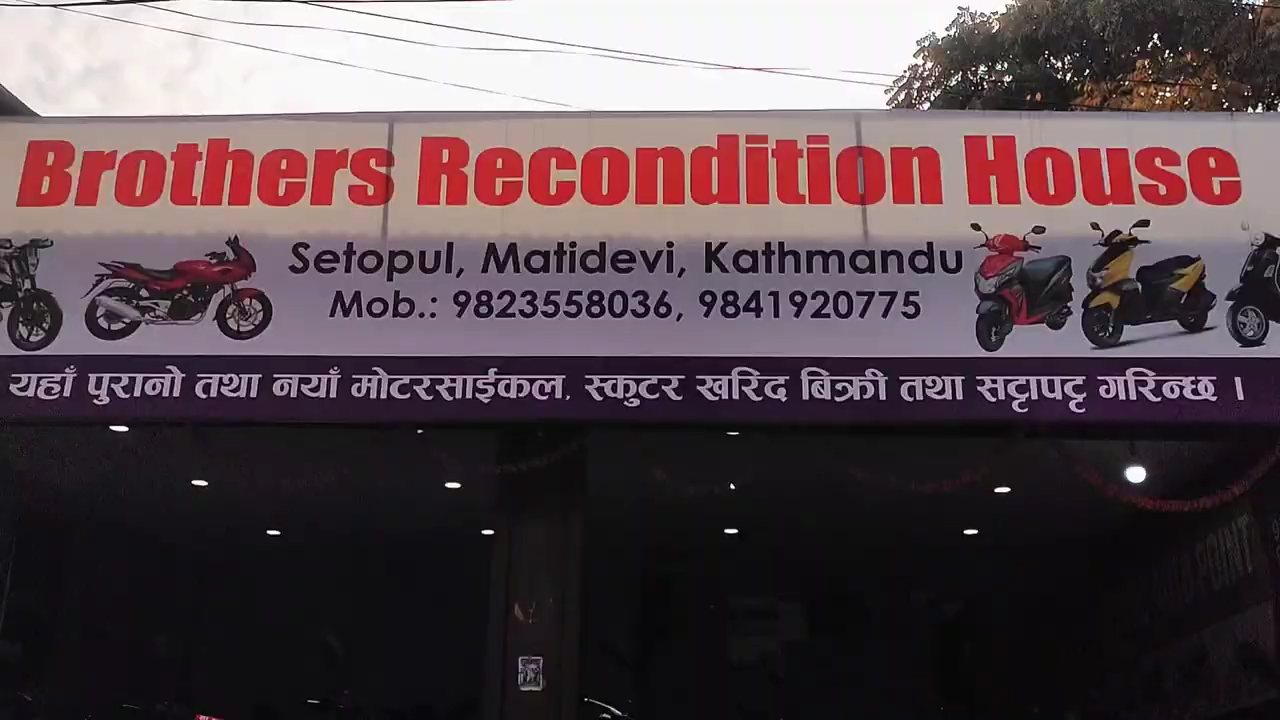 Brothers Recondition House
Setopul, Matidevi, Kathmandu
Mob.: 9823558036, 9841920775
यहाँ पुरानो तथा नयाँ मोटरसाईकल, स्कुटर खरिद बिक्री तथा सट्टापट्ट गरिन्छ ।
POINT